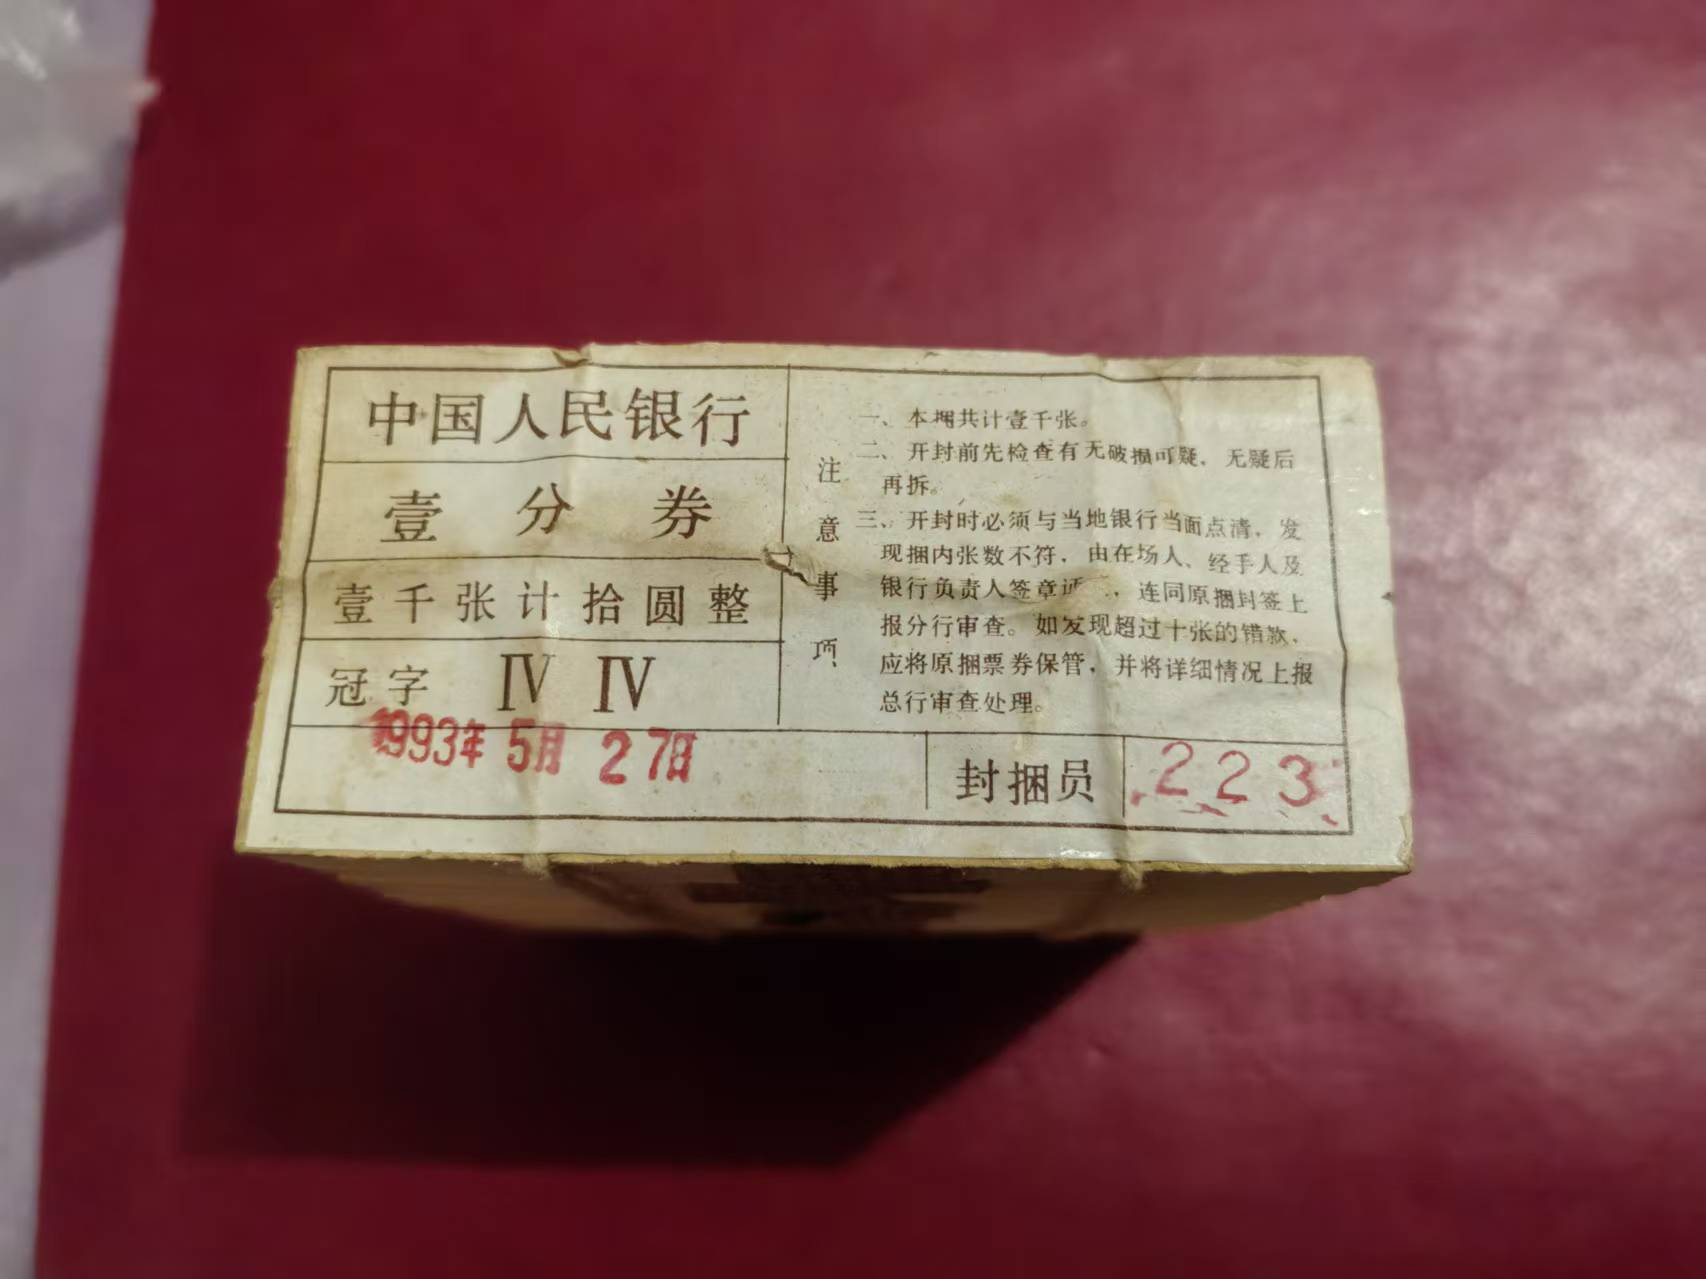 中国人民银行
壹分券
壹千张计拾圆整
冠字 Ⅳ Ⅳ
1993年5月27日
注意事项
一、本捆共计壹千张。
二、开封前先检查有无破损可疑，无疑后
再拆。
三、开封时必须与当地银行当面点清，发
现捆内张数不符，由在场人、经手人及
银行负责人签章证，连同原捆封签上
报分行审查。如发现超过十张的错款，
应将原捆票券保管，并将详细情况上报
总行审查处理。
封捆员 223